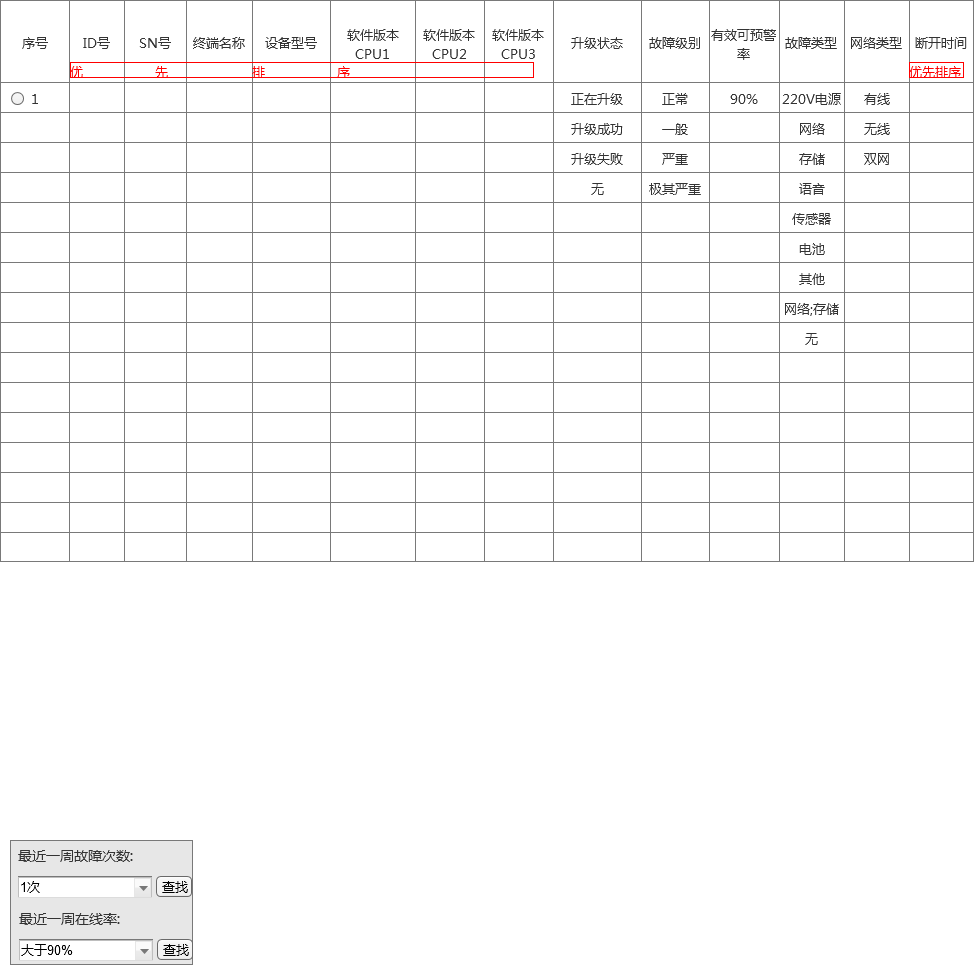 序号 ID号 SN号 终端名称 设备型号 软件版本CPU1 软件版本CPU2 软件版本CPU3 升级状态 故障级别 有效可预警率 故障类型 网络类型 断开时间
优 先 排 序 优先排序
1 正在升级 正常 90% 220V电源 有线
升级成功 一般 网络 无线
升级失败 严重 存储 双网
无 极其严重 语音
传感器
电池
其他
网络;存储
无
最近一周故障次数:
1次 查找
最近一周在线率:
大于90% 查找